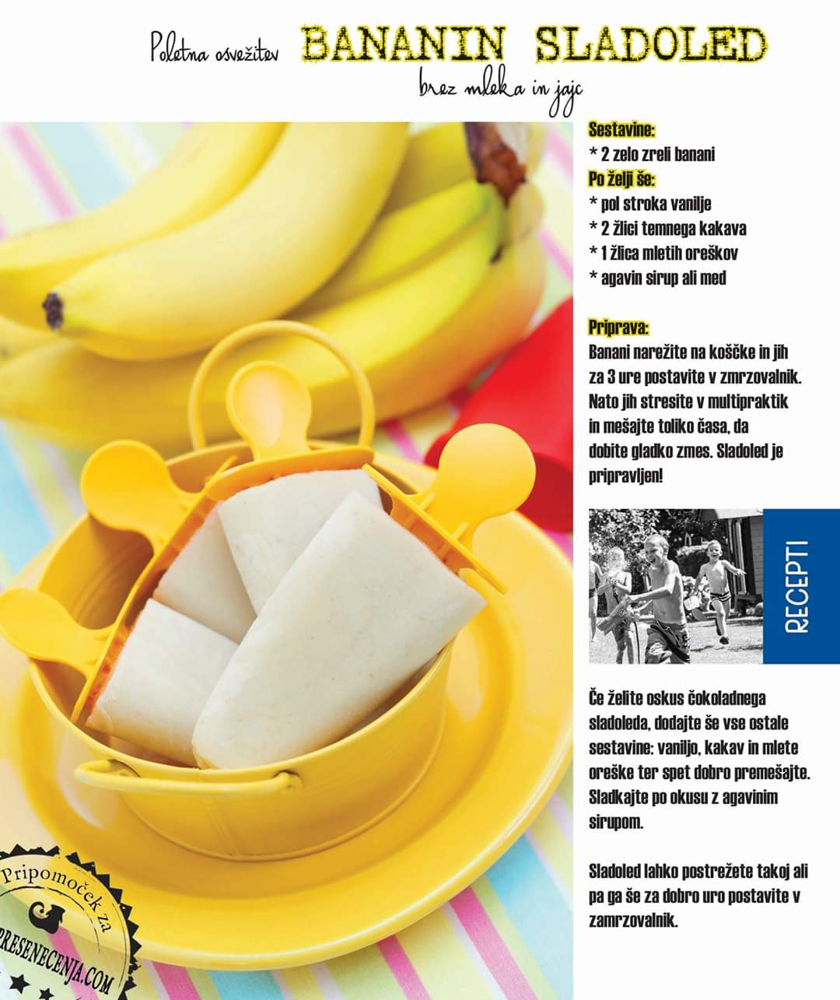 Poletna osvežitev BANANIN SLADOLED
brez mleka in jajc
Sestavine:
* 2 zelo zreli banani
Po želji še:
* pol stroka vanilje
* 2 žlici temnega kakava
* 1 žlica mletih oreškov
* agavin sirup ali med
Priprava:
Banani narežite na koščke in jih
za 3 ure postavite v zmrzovalnik.
Nato jih stresite v multipraktik
in mešajte toliko časa, da
dobite gladko zmes. Sladoled je
pripravljen!
RECEPTI
Če želite oskus čokoladnega
sladoleda, dodajte še vse ostale
sestavine: vaniljo, kakav in mlete
oreške ter spet dobro premešajte.
Sladkajte po okusu z agavinim
sirupom.
Sladoled lahko postrežete takoj ali
pa ga še za dobro uro postavite v
zamrzovalnik.
Pripomoček za
PRESENECENJA.COM